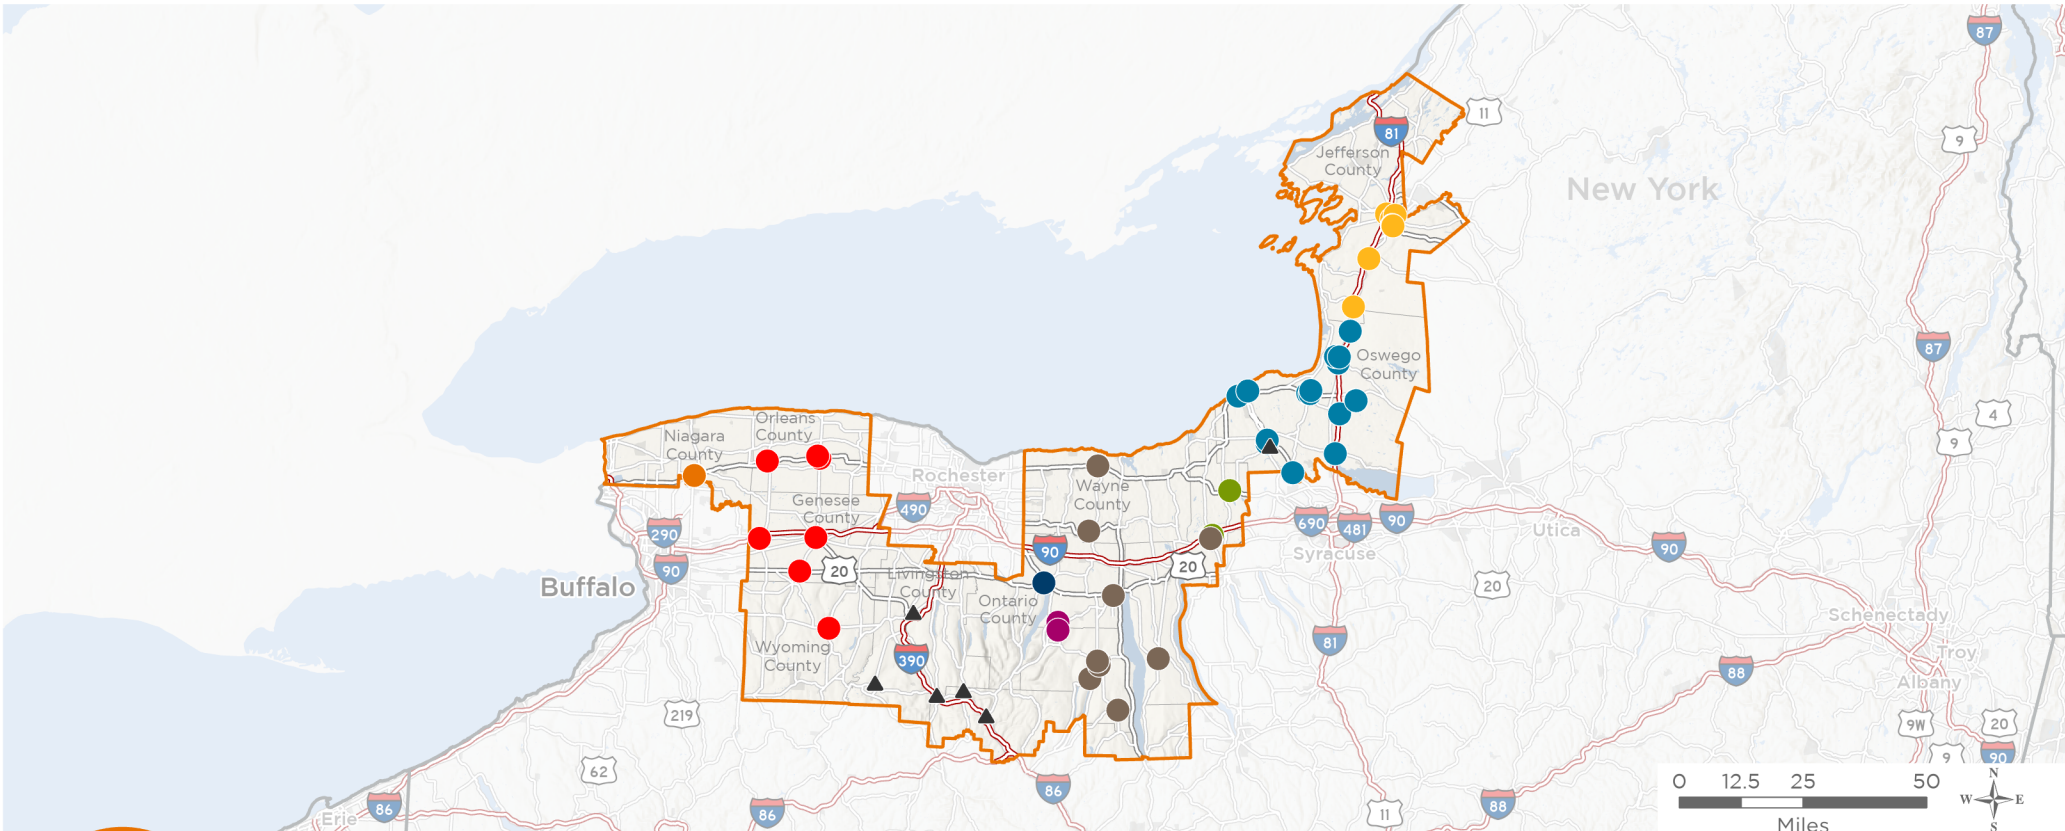 87
11
81
Jefferson
County
9
New York
Oswego
County
87
Orleans
County
4
Niagara
County
9
Rochester
Wayne
County
Genesee
County
490
290
690
481
90
Utica
90
90
Syracuse
90
20
20
Livingston
County
20
Buffalo
Ontario
County
Schenectady
81
Wyoming
County
390
Troy
88
Albany
219
9W
20
9
90
62
86
86
86
88
11
Erie
0 12.5 25 50
Miles
N
W
E
S